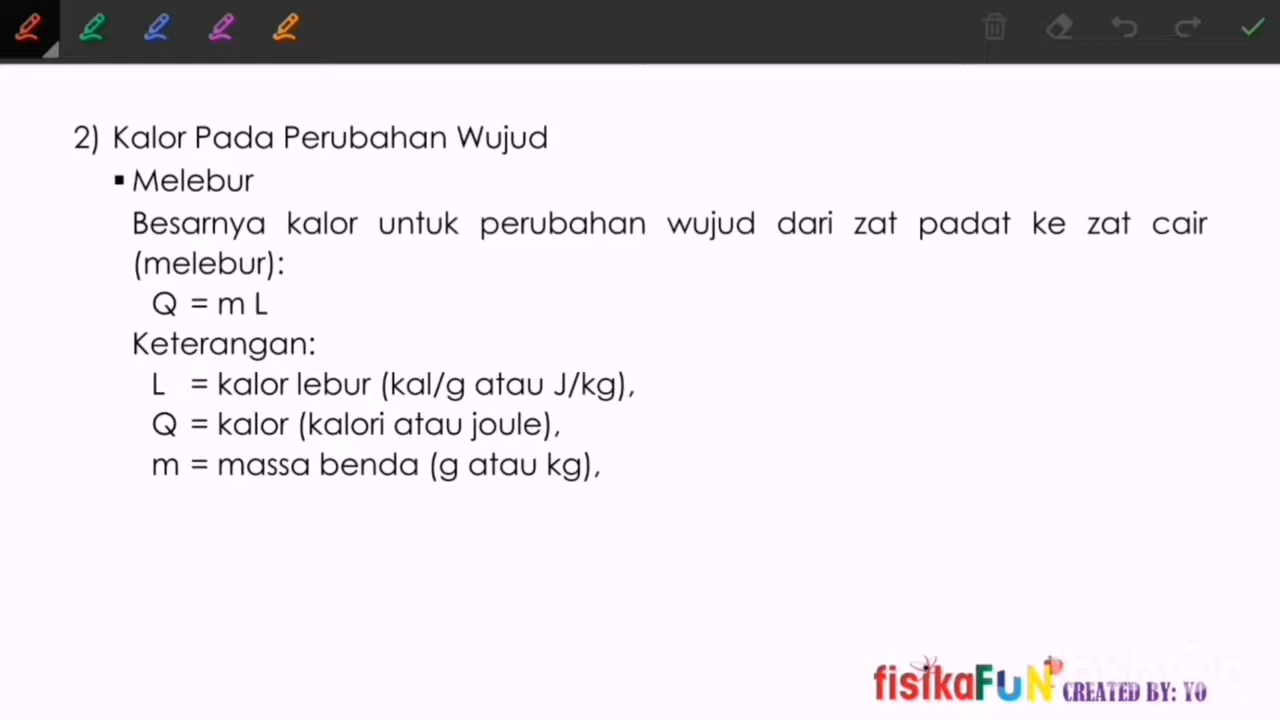 2) Kalor Pada Perubahan Wujud
▪ Melebur
Besarnya kalor untuk perubahan wujud dari zat padat ke zat cair
(melebur):
Q = m L
Keterangan:
L = kalor lebur (kal/g atau J/kg),
Q = kalor (kalori atau joule),
m = massa benda (g atau kg),
fisikaFuN CREATED BY: YO